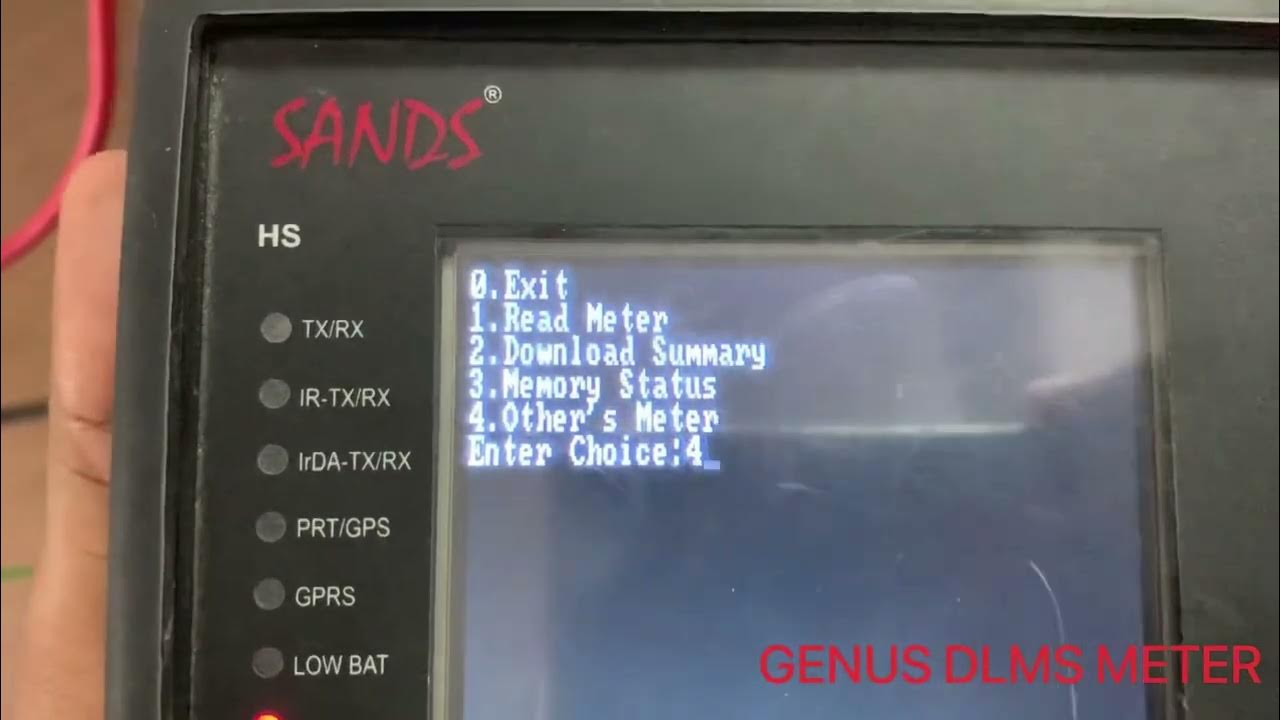 SANDS®
HS
0.Exit
1.Read Meter
2.Download Summary
3.Memory Status
4.Other's Meter
Enter Choice:4_
TX/RX
IR-TX/RX
IrDA-TX/RX
PRT/GPS
GPRS
LOW BAT
GENUS DLMS METER